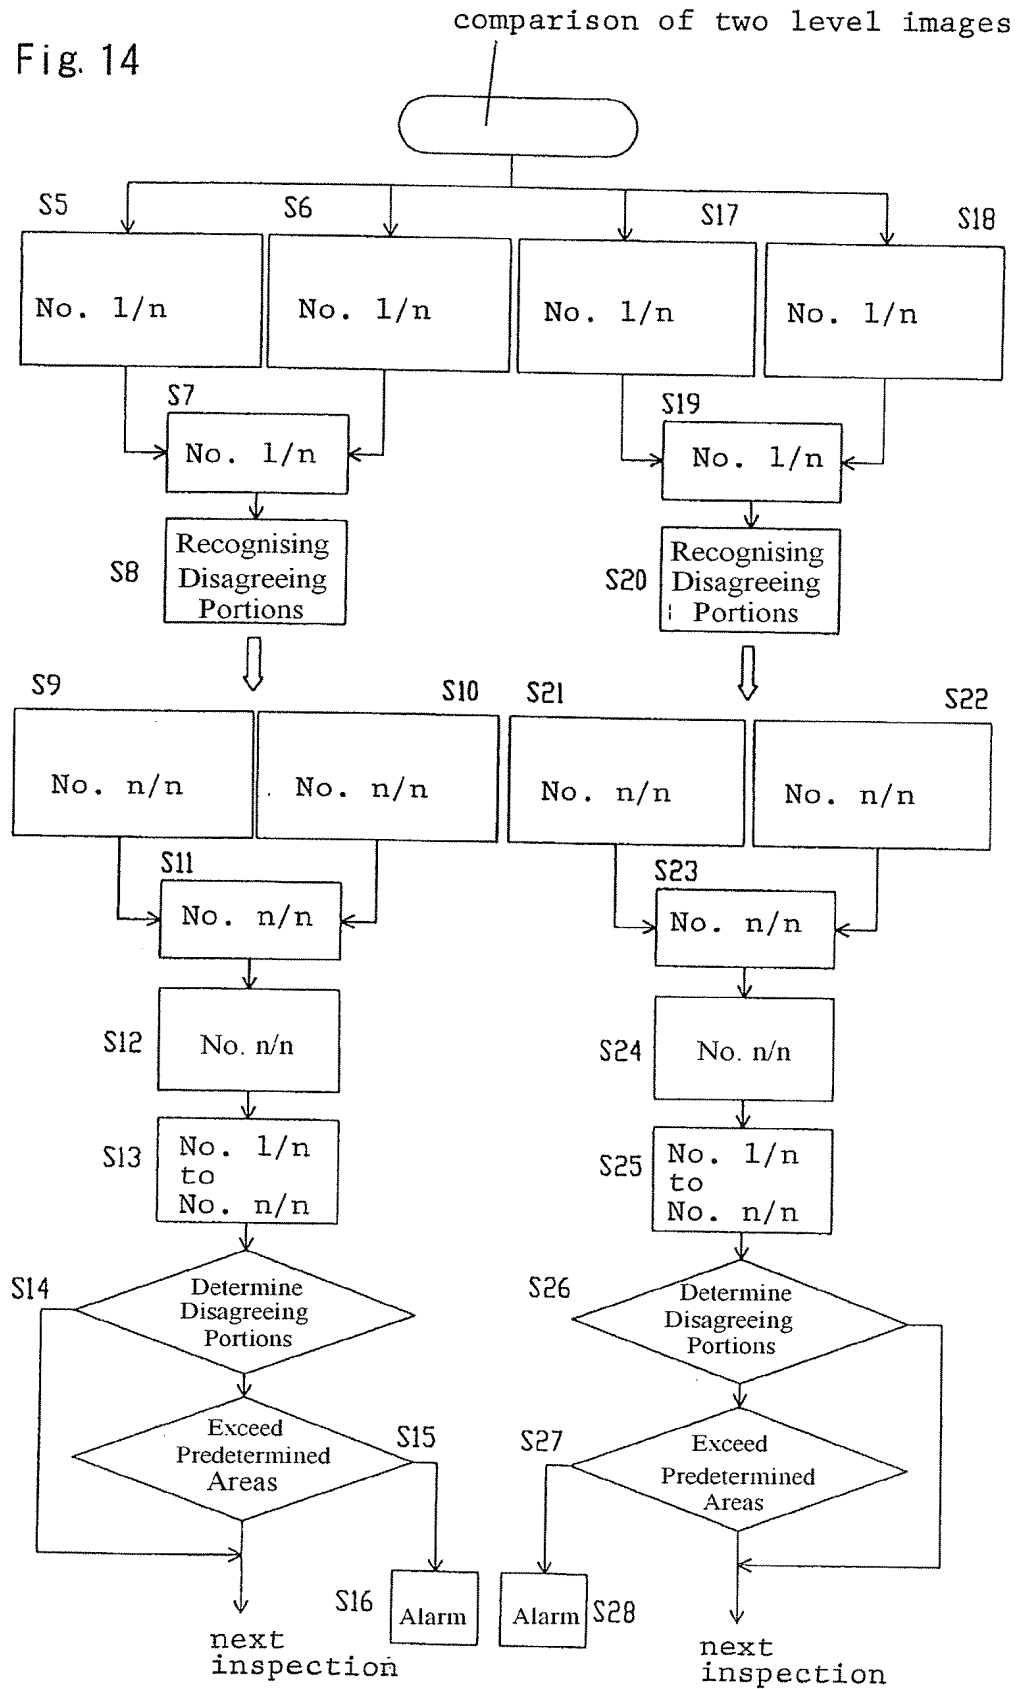 comparison of two level images
Fig. 14
S5
S6
S17
S18
No. 1/n
No. 1/n
No. 1/n
No. 1/n
S7
S19
No. 1/n
No. 1/n
S8
Recognising
Disagreeing
Portions
S20
Recognising
Disagreeing
Portions
S9
S10
S21
S22
No. n/n
No. n/n
No. n/n
No. n/n
S11
S23
No. n/n
No. n/n
S12
No. n/n
S24
No. n/n
S13
No. 1/n
to
No. n/n
S25
No. 1/n
to
No. n/n
S14
Determine
Disagreeing
Portions
S26
Determine
Disagreeing
Portions
Exceed
Predetermined
Areas
S15
S27
Exceed
Predetermined
Areas
S16
Alarm
Alarm
S28
next
inspection
next
inspection